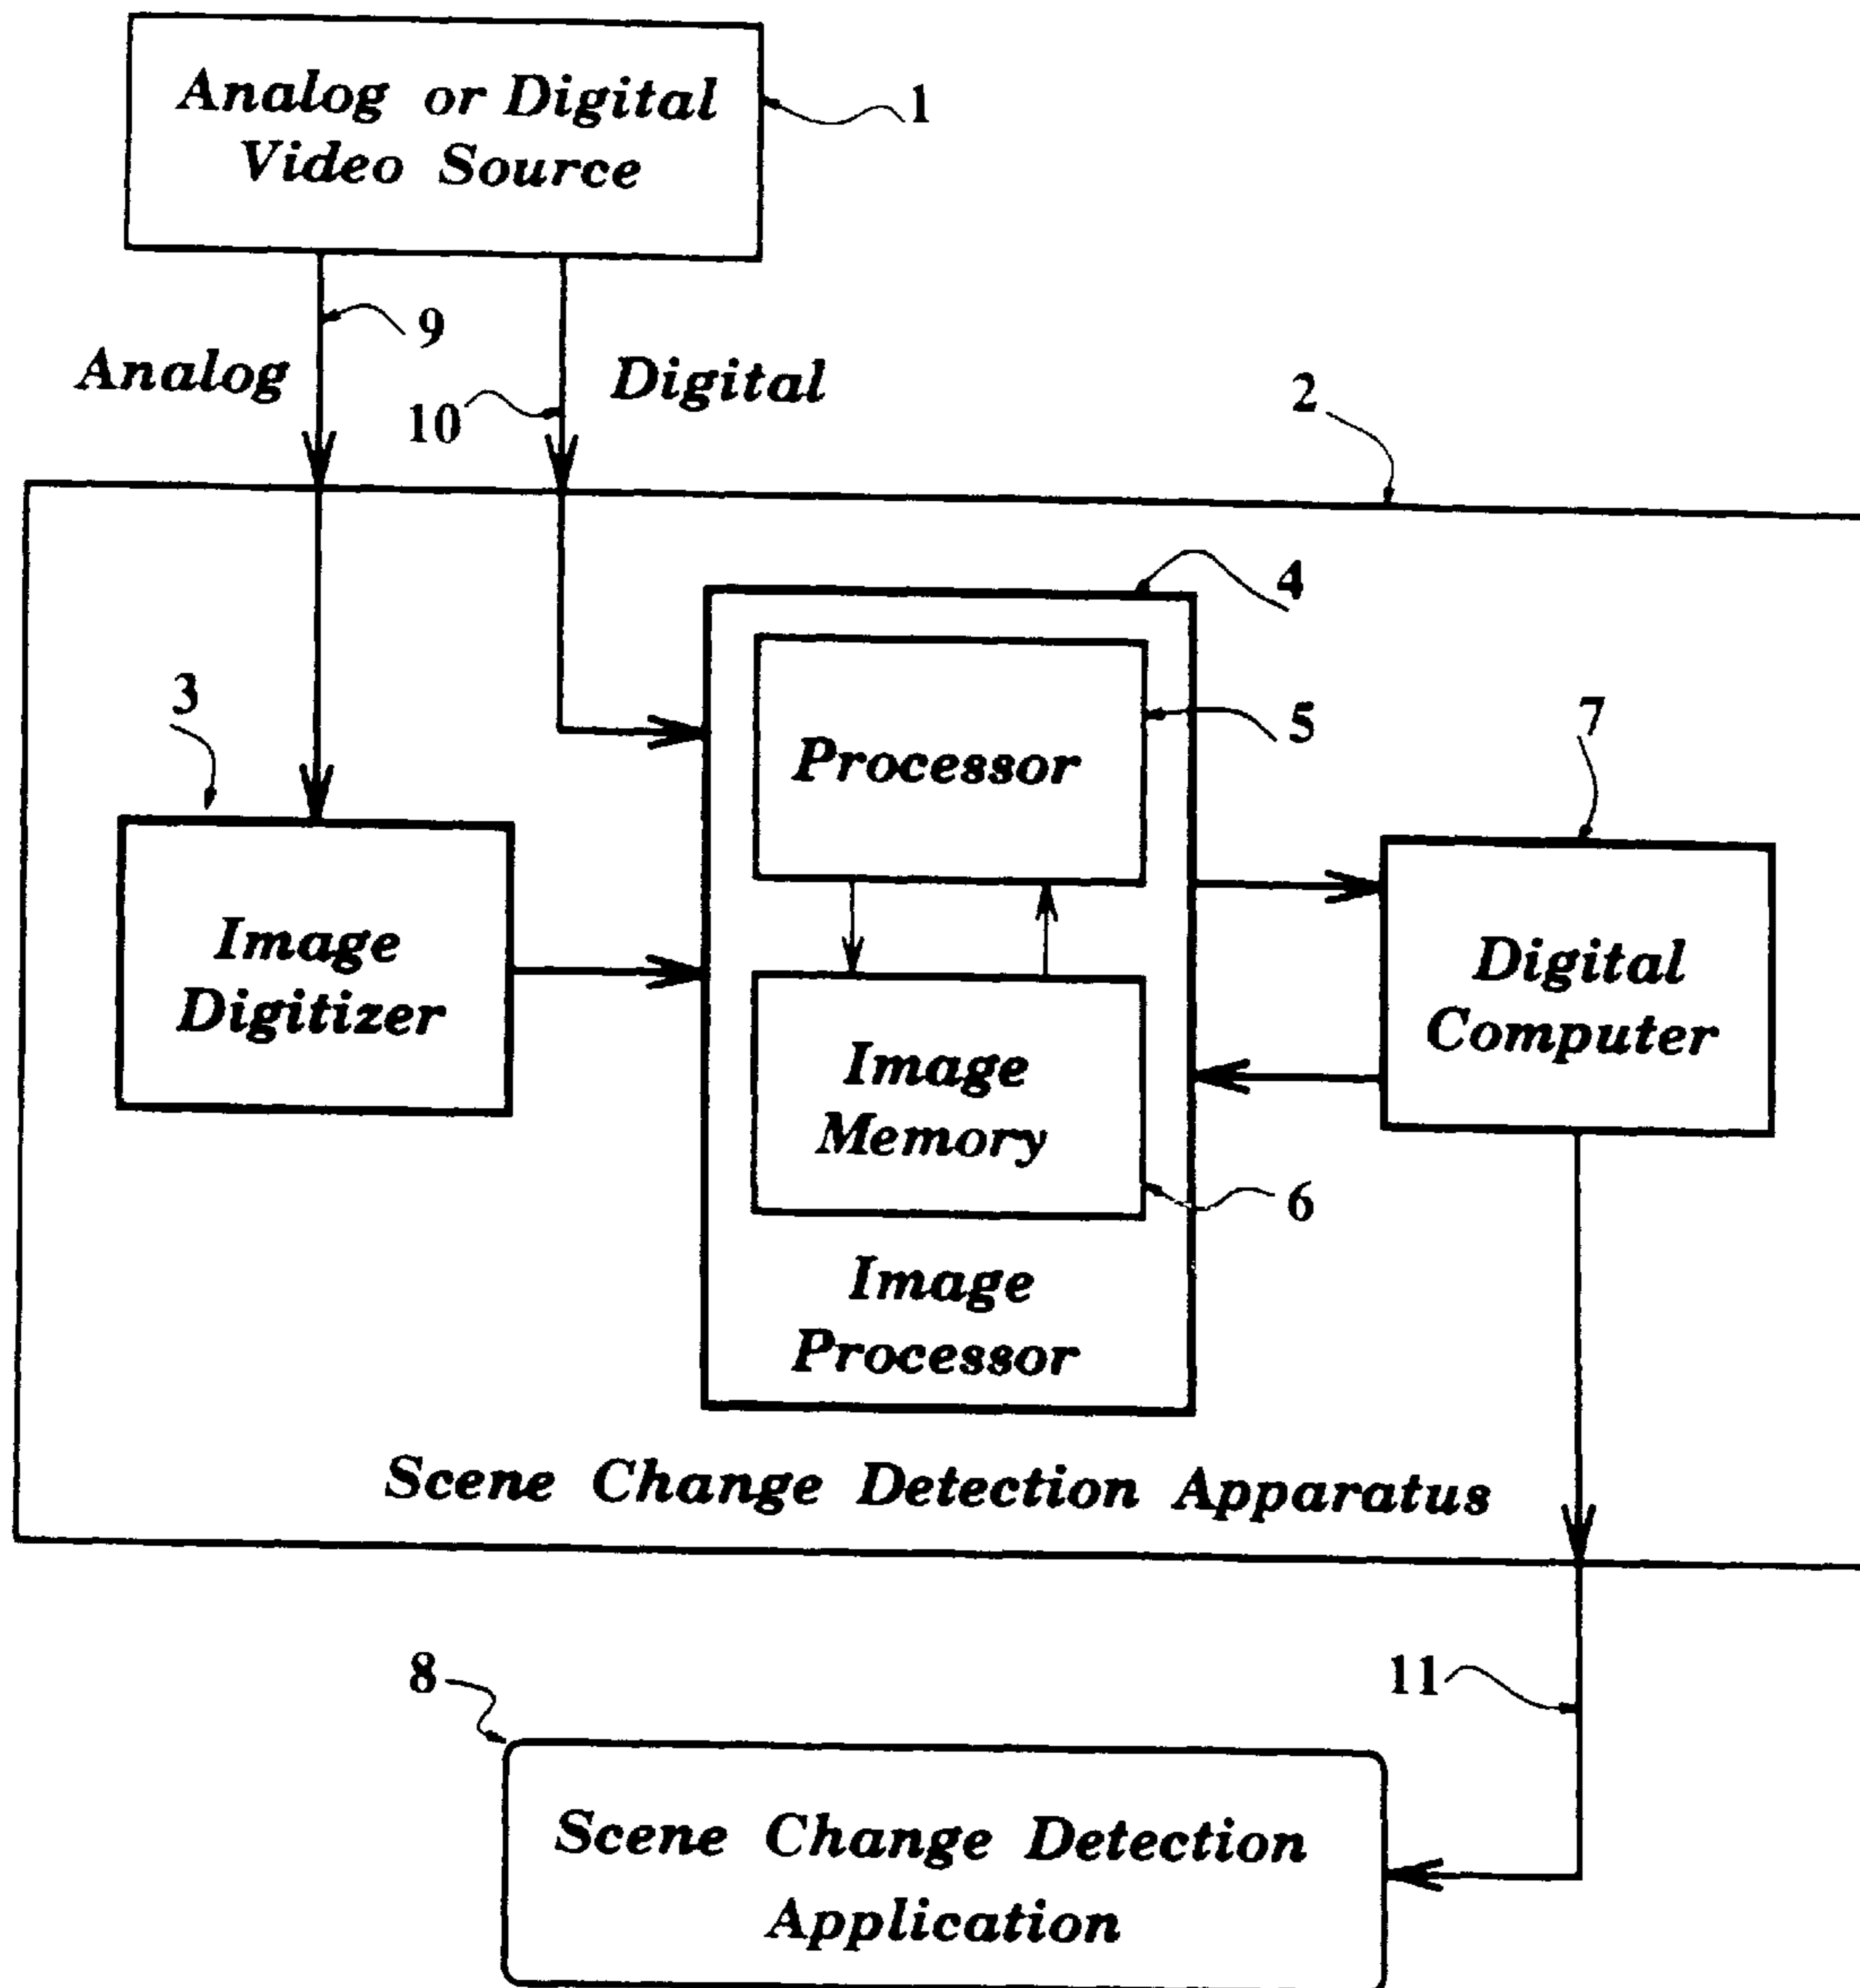 Analog or Digital
Video Source
1
9
Analog
Digital
10
2
4
3
5
7
Processor
Image
Digitizer
Digital
Computer
Image
Memory
6
Image
Processor
Scene Change Detection Apparatus
8
11
Scene Change Detection
Application